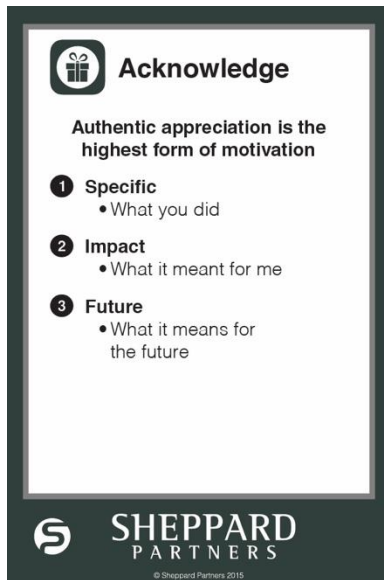 Acknowledge
Authentic appreciation is the
highest form of motivation
1 Specific
• What you did
2 Impact
• What it meant for me
3 Future
• What it means for
the future
S SHEPPARD
PARTNERS
© Sheppard Partners 2015